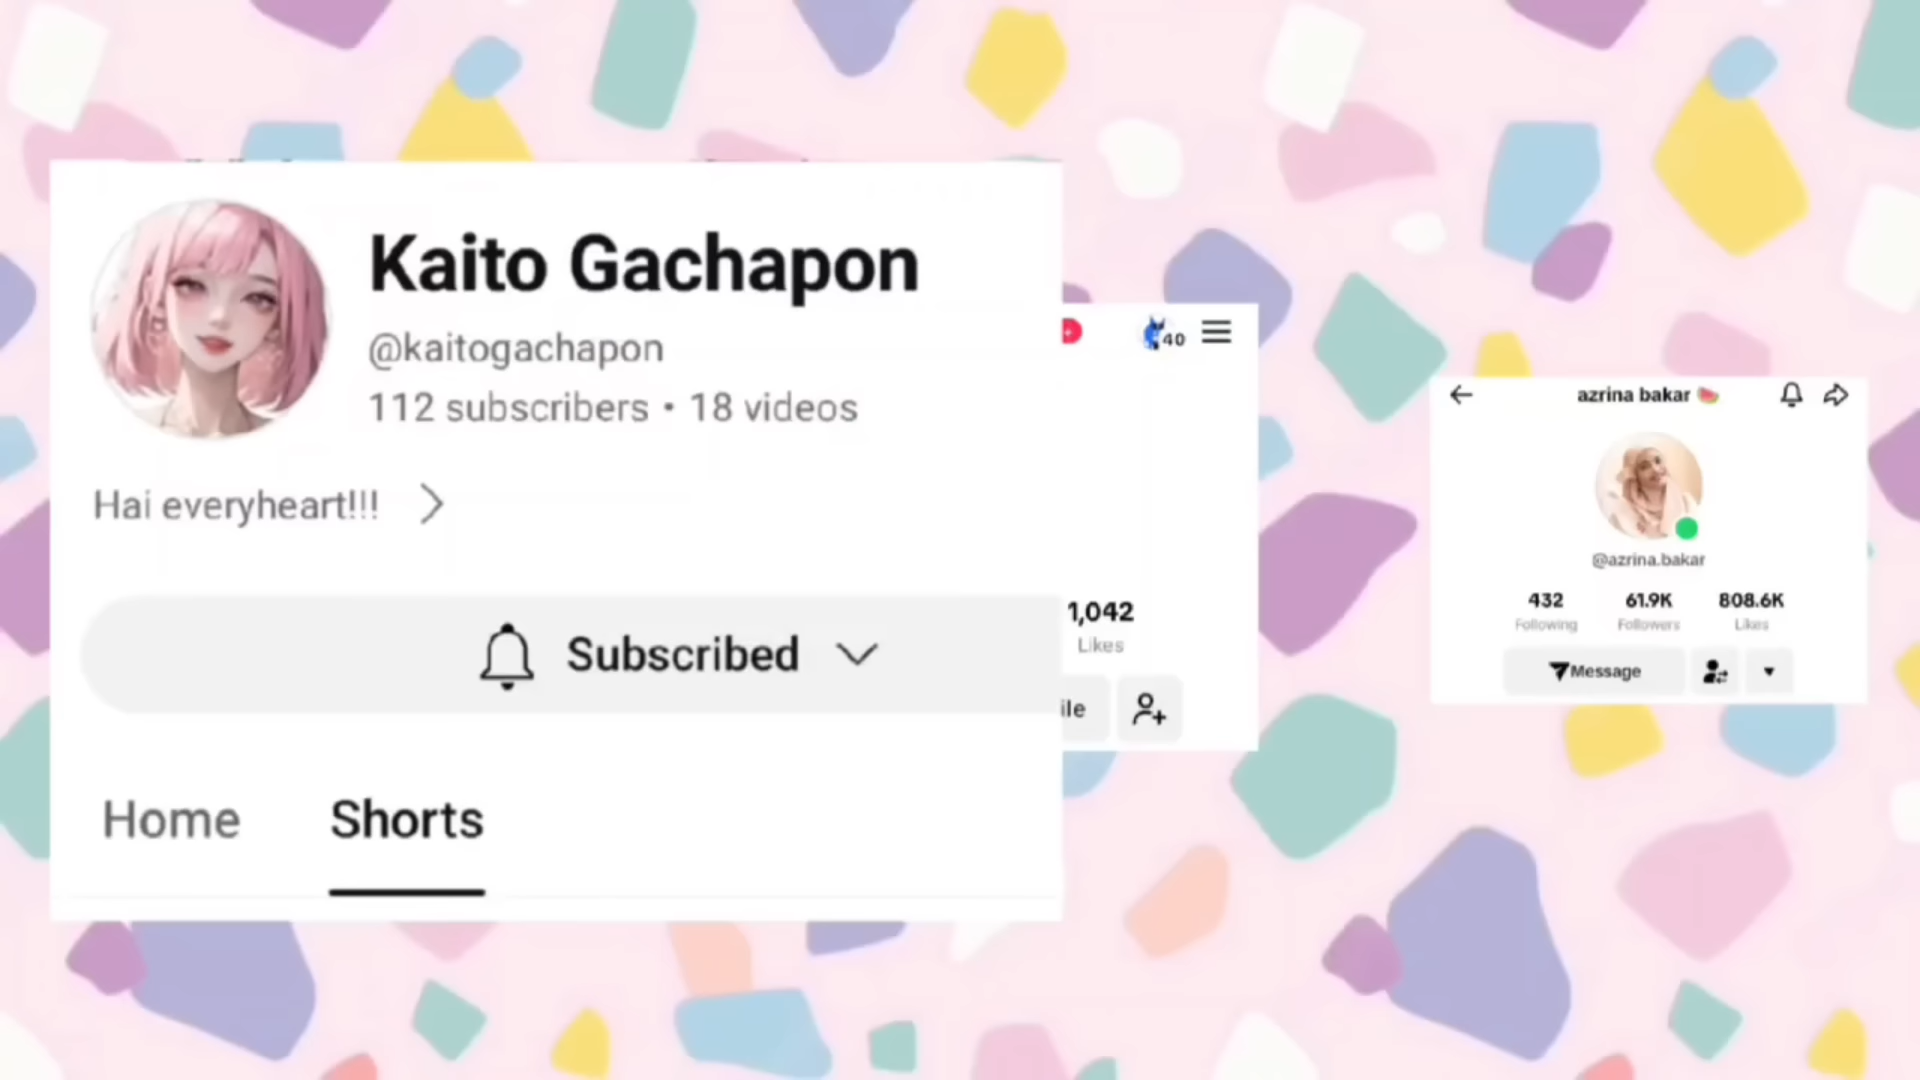 Kaito Gachapon
@kaitogachapon
112 subscribers • 18 videos
Hai everyheart!!!
Subscribed
Home
Shorts
40
1,042
Likes
ile
azrina bakar 🍉
@azrina.bakar
432
61.9K
808.6K
Following
Followers
Likes
Message